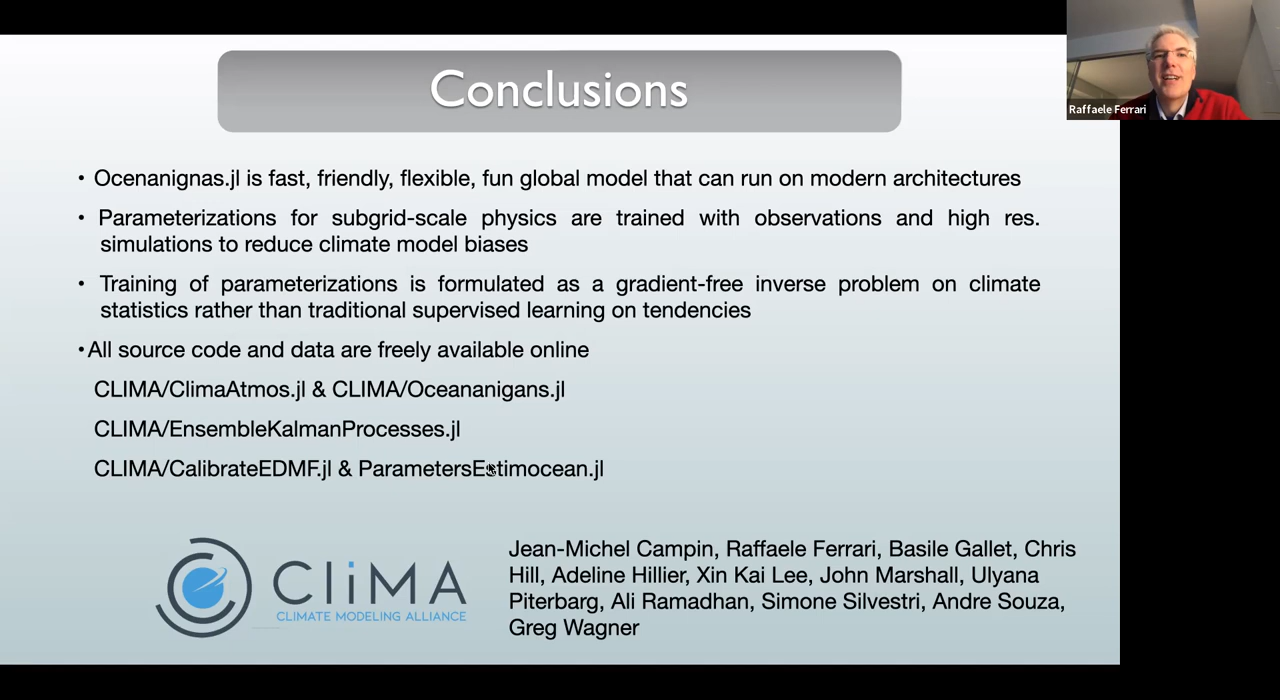 Conclusions
Raffaele Ferrari
• Ocenanignas.jl is fast, friendly, flexible, fun global model that can run on modern architectures
• Parameterizations for subgrid-scale physics are trained with observations and high res.
simulations to reduce climate model biases
• Training of parameterizations is formulated as a gradient-free inverse problem on climate
statistics rather than traditional supervised learning on tendencies
• All source code and data are freely available online
CLIMA/ClimaAtmos.jl & CLIMA/Oceananigans.jl
CLIMA/EnsembleKalmanProcesses.jl
CLIMA/CalibrateEDMF.jl & ParametersEstimocean.jl
CliMA
CLIMATE MODELING ALLIANCE
Jean-Michel Campin, Raffaele Ferrari, Basile Gallet, Chris
Hill, Adeline Hillier, Xin Kai Lee, John Marshall, Ulyana
Piterbarg, Ali Ramadhan, Simone Silvestri, Andre Souza,
Greg Wagner